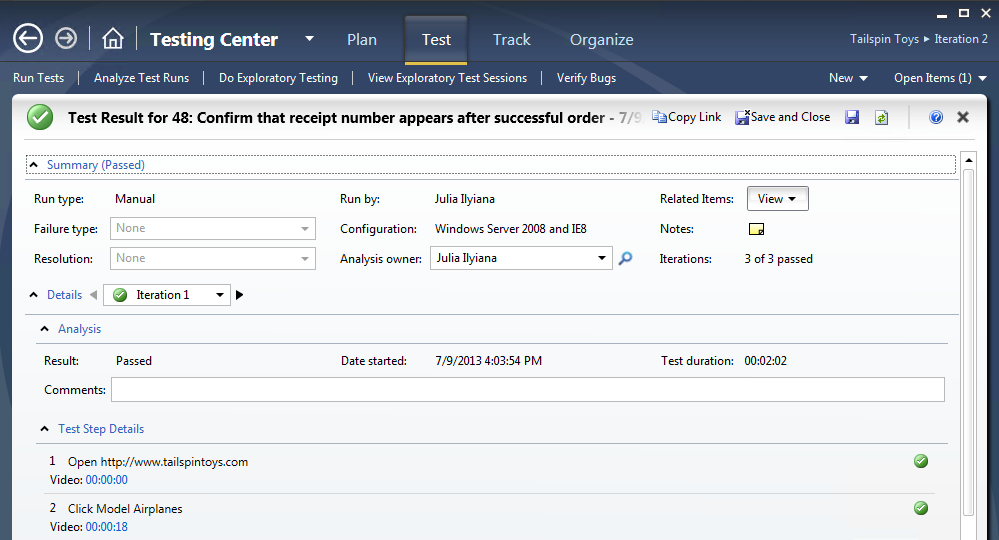 Testing Center Plan Test Track Organize Tailspin Toys ▸ Iteration 2
Run Tests Analyze Test Runs Do Exploratory Testing View Exploratory Test Sessions Verify Bugs New Open Items (1)
Test Result for 48: Confirm that receipt number appears after successful order - 7/9 Copy Link Save and Close
Summary (Passed)
Run type: Manual Run by: Julia Ilyiana Related Items: View
Failure type: None Configuration: Windows Server 2008 and IE8 Notes:
Resolution: None Analysis owner: Julia Ilyiana Iterations: 3 of 3 passed
Details Iteration 1
Analysis
Result: Passed Date started: 7/9/2013 4:03:54 PM Test duration: 00:02:02
Comments:
Test Step Details
1 Open http://www.tailspintoys.com
Video: 00:00:00
2 Click Model Airplanes
Video: 00:00:18